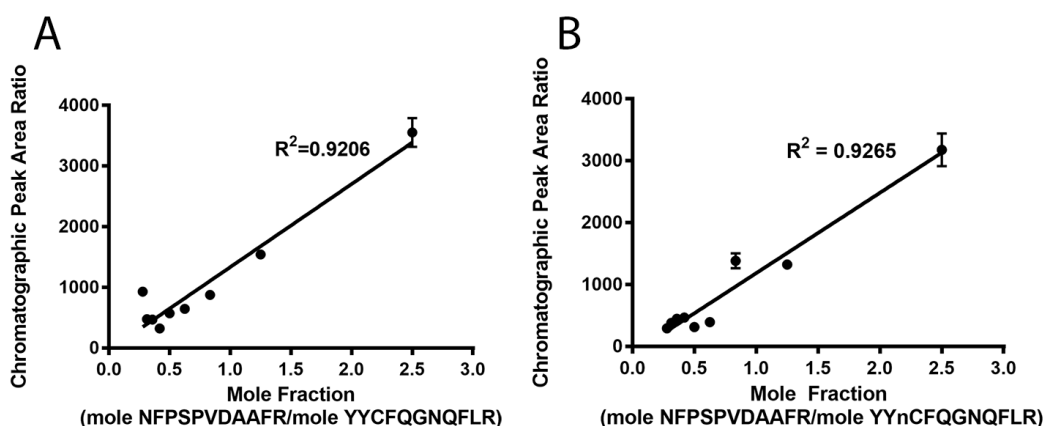 A
Chromatographic Peak Area Ratio
4000
3000
2000
1000
0
R2=0.9206
0.0 0.5 1.0 1.5 2.0 2.5 3.0
Mole Fraction
(mole NFPSPVDAAFR/mole YYCFQGNQFLR)
B
Chromatographic Peak Area Ratio
4000
3000
2000
1000
0
R2 = 0.9265
0.0 0.5 1.0 1.5 2.0 2.5 3.0
Mole Fraction
(mole NFPSPVDAAFR/mole YYnCFQGNQFLR)